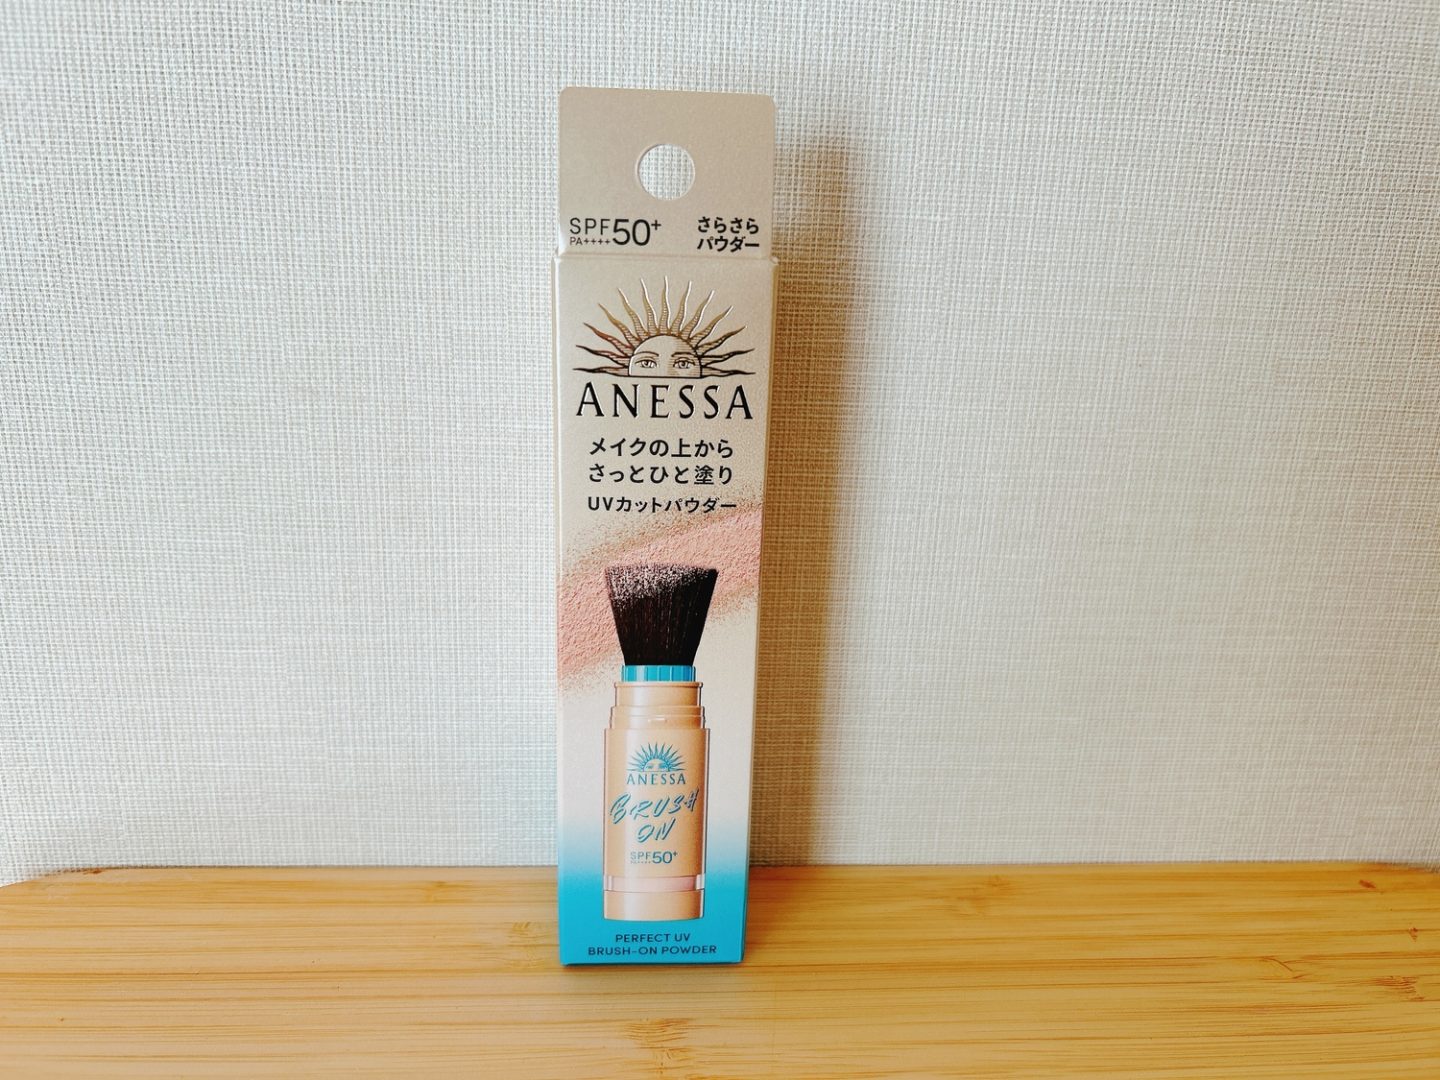 SPF50+
PA++++
さらさら
パウダー
ANESSA
メイクの上から
さっとひと塗り
UVカットパウダー
ANESSA
BRUSH
ON
SPF50+
PA++++
PERFECT UV
BRUSH-ON POWDER